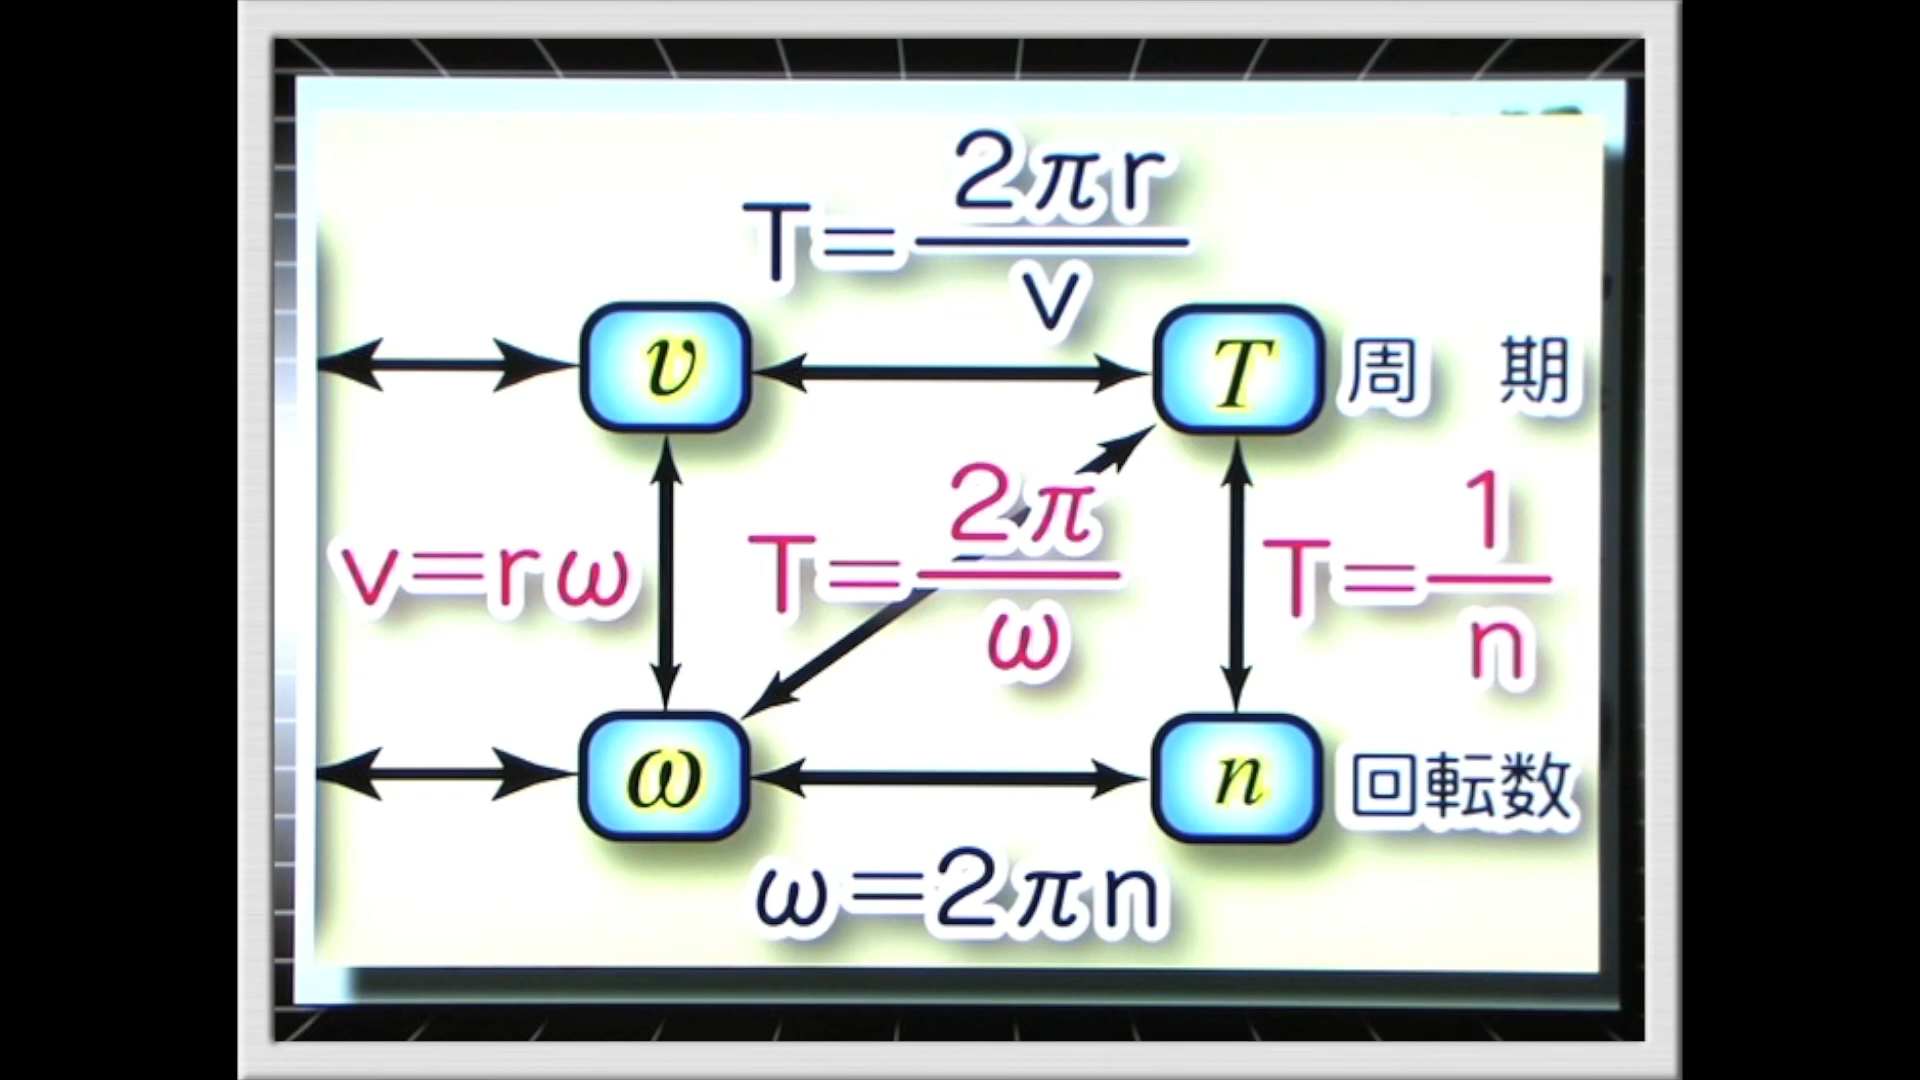 T=2πr/v
v
T
周 期
v=rω
T=2π/ω
T=1/n
ω
n
回転数
ω=2πn